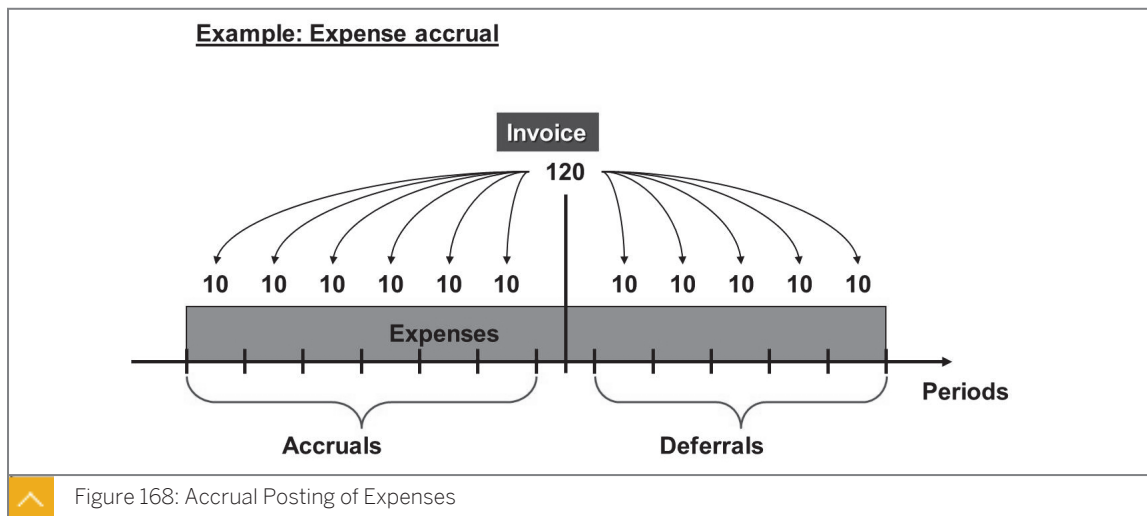 Example: Expense accrual
Invoice
120
10 10 10 10 10 10 10 10 10 10 10
Expenses
Periods
Accruals Deferrals
Figure 168: Accrual Posting of Expenses